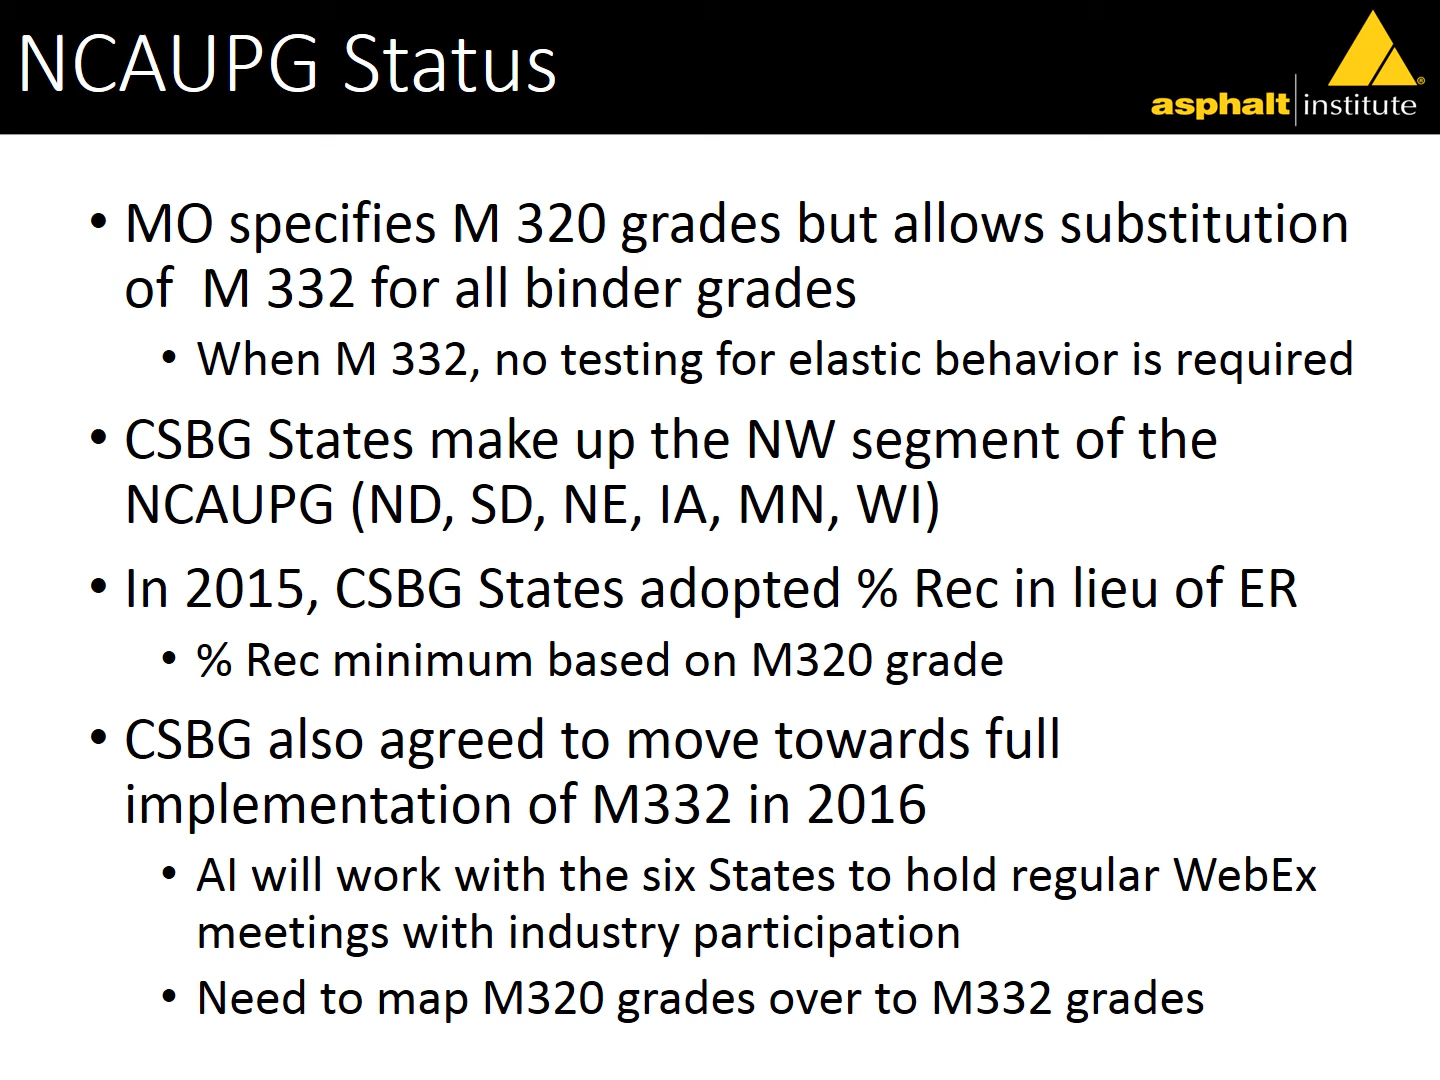 NCAUPG Status
asphalt institute®
• MO specifies M 320 grades but allows substitution
of  M 332 for all binder grades
• When M 332, no testing for elastic behavior is required
• CSBG States make up the NW segment of the
NCAUPG (ND, SD, NE, IA, MN, WI)
• In 2015, CSBG States adopted % Rec in lieu of ER
• % Rec minimum based on M320 grade
• CSBG also agreed to move towards full
implementation of M332 in 2016
• AI will work with the six States to hold regular WebEx
meetings with industry participation
• Need to map M320 grades over to M332 grades